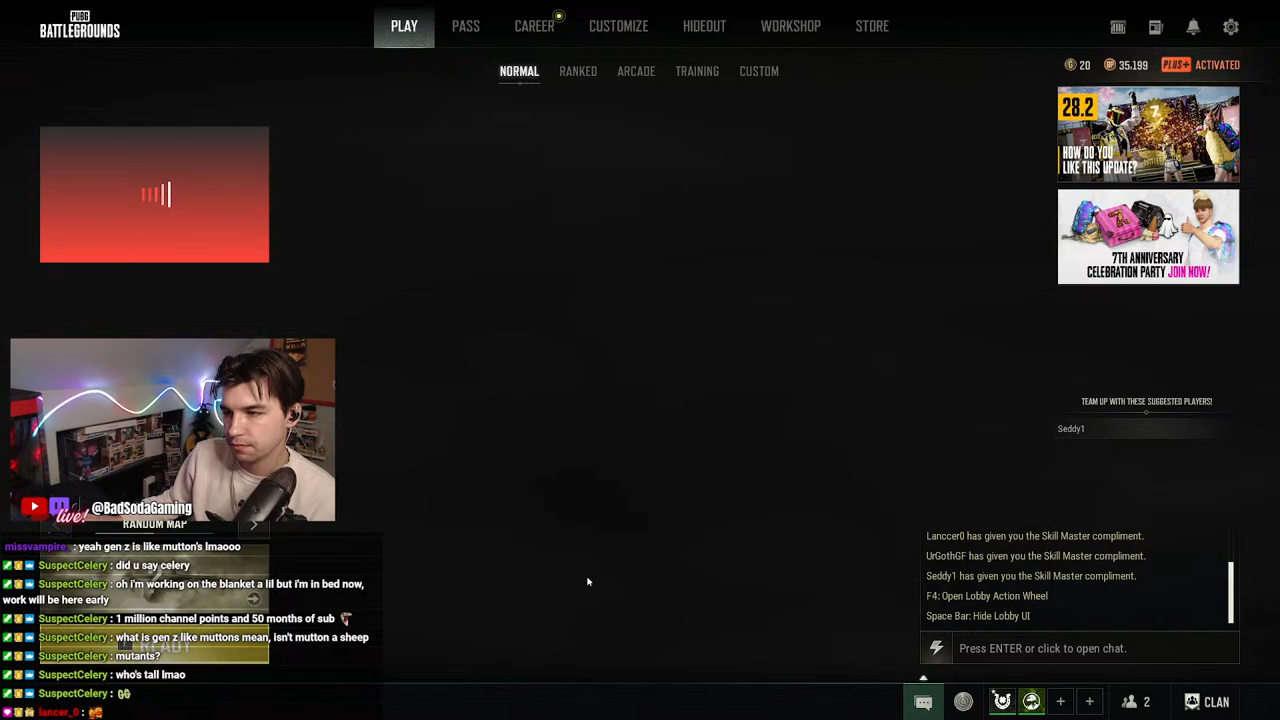 PUBG
BATTLEGROUNDS
PLAY
PASS
CAREER
CUSTOMIZE
HIDEOUT
WORKSHOP
STORE
NORMAL
RANKED
ARCADE
TRAINING
CUSTOM
G 20
BP 35.199
PLUS+ ACTIVATED
28.2
HOW DO YOU
LIKE THIS UPDATE?
7TH ANNIVERSARY
CELEBRATION PARTY JOIN NOW!
TEAM UP WITH THESE SUGGESTED PLAYERS!
Seddy1
live!
@BadSodaGaming
RANDOM MAP
READY
missvampire_: yeah gen z is like mutton's lmaooo
SuspectCelery : did u say celery
SuspectCelery : oh i'm working on the blanket a lil but i'm in bed now,
work will be here early
SuspectCelery : 1 million channel points and 50 months of sub
SuspectCelery : what is gen z like muttons mean, isn't mutton a sheep
SuspectCelery : mutants?
SuspectCelery : who's tall lmao
SuspectCelery :
lancer_0 :
Lanccer0 has given you the Skill Master compliment.
UrGothGF has given you the Skill Master compliment.
Seddy1 has given you the Skill Master compliment.
F4: Open Lobby Action Wheel
Space Bar: Hide Lobby UI
Press ENTER or click to open chat.
2
CLAN